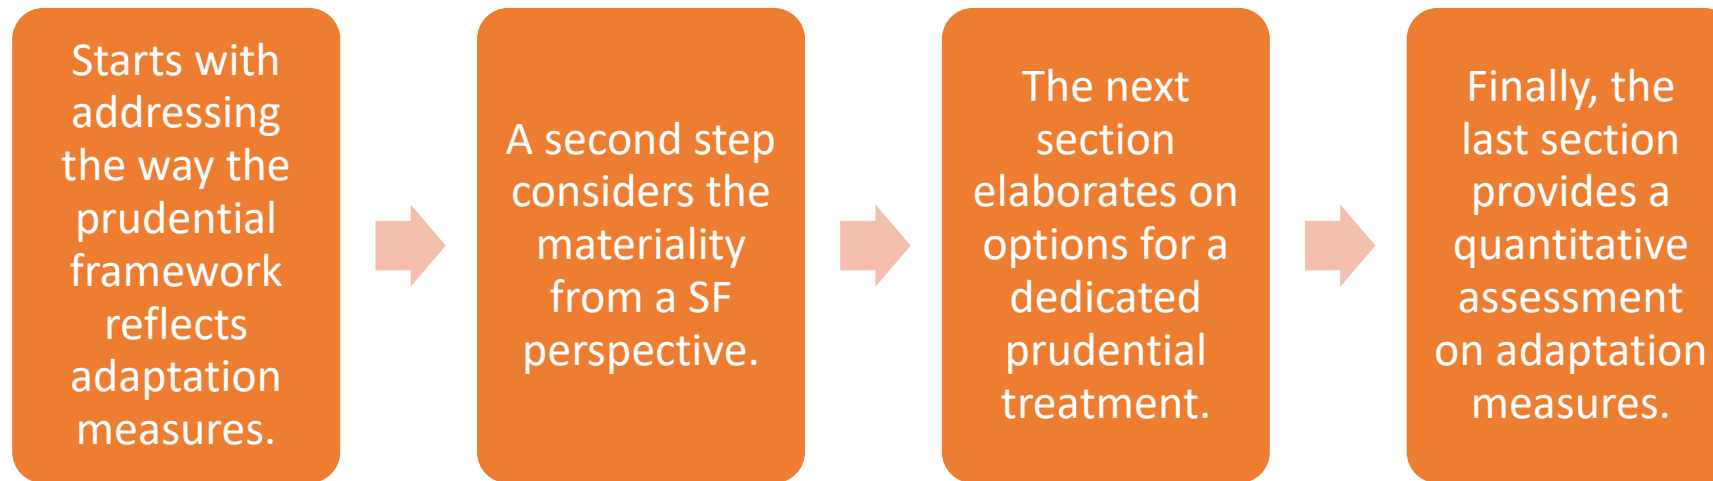 Starts with
addressing
the way the
prudential
framework
reflects
adaptation
measures.
A second step
considers the
materiality
from a SF
perspective.
The next
section
elaborates on
options for a
dedicated
prudential
treatment.
Finally, the
last section
provides a
quantitative
assessment
on adaptation
measures.